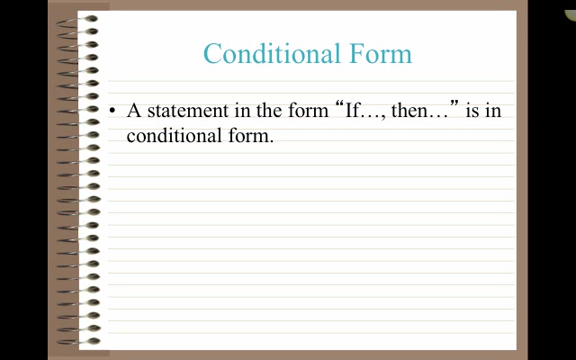 Conditional Form
• A statement in the form “If…, then…” is in
conditional form.